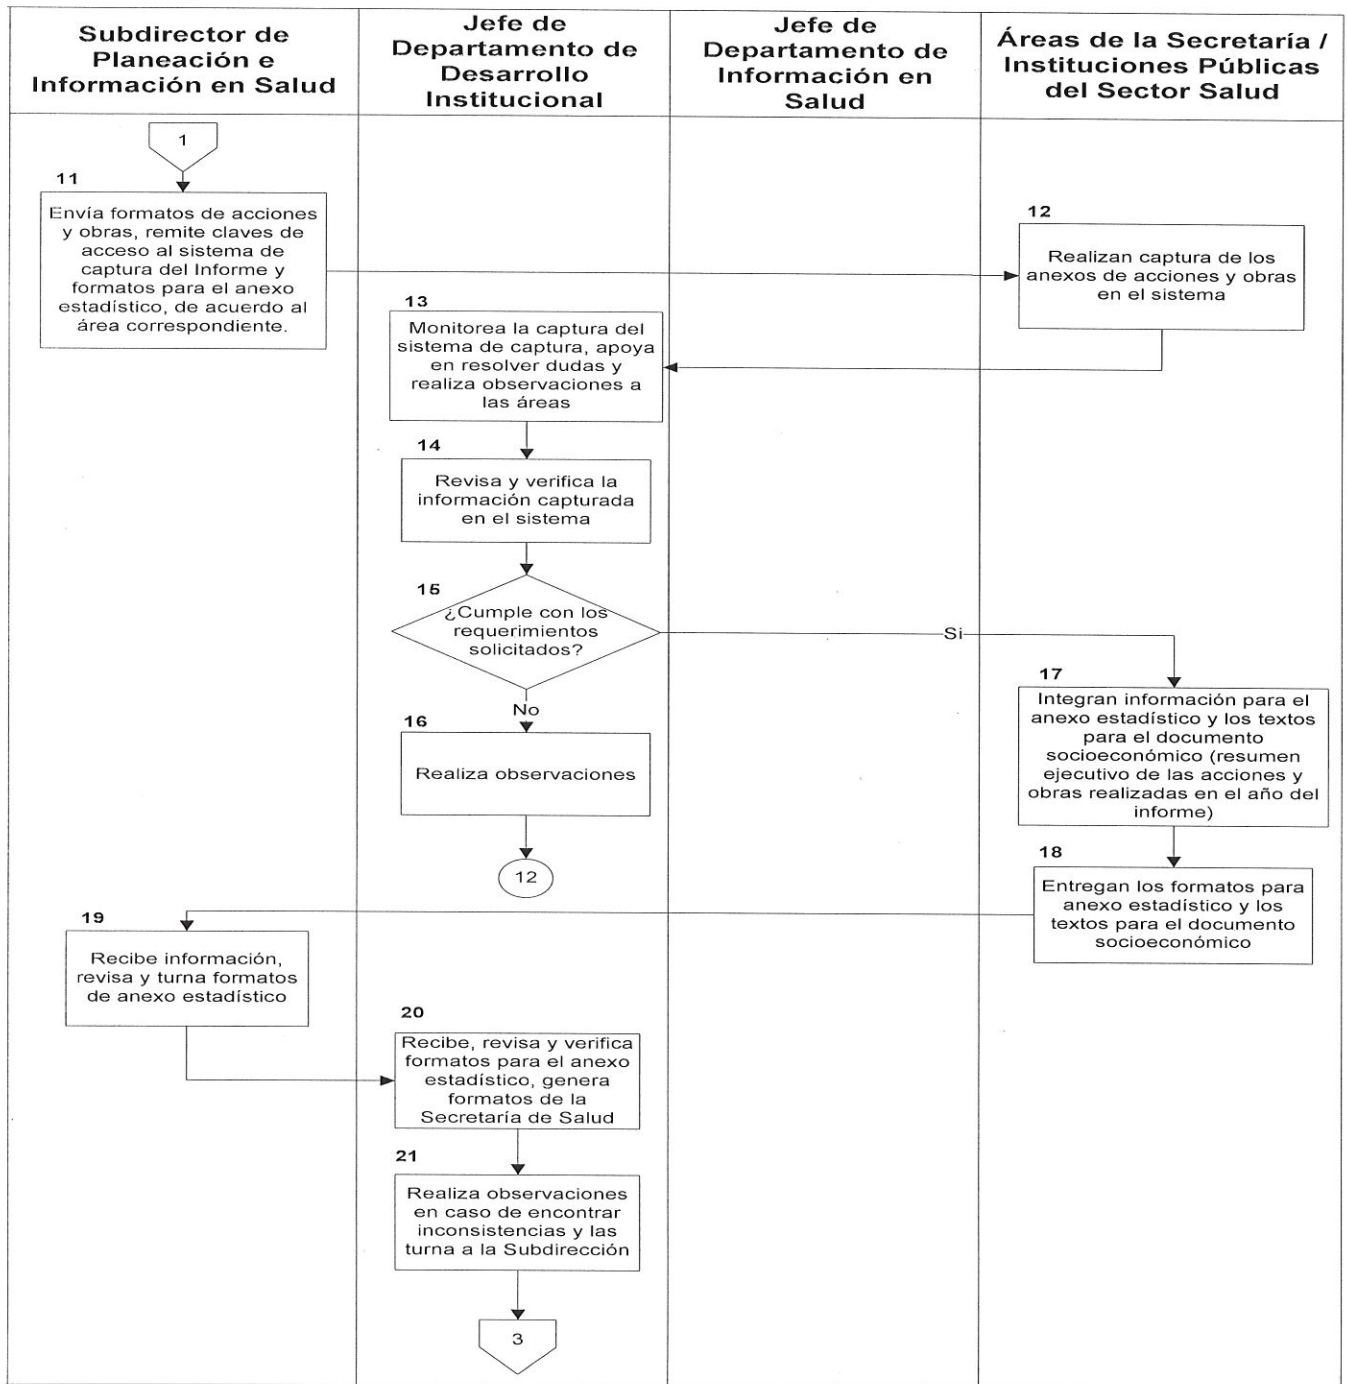 Subdirector de
Planeación e
Información en Salud
Jefe de
Departamento de
Desarrollo
Institucional
Jefe de
Departamento de
Información en
Salud
Áreas de la Secretaría /
Instituciones Públicas
del Sector Salud
1
11
Envía formatos de acciones
y obras, remite claves de
acceso al sistema de
captura del Informe y
formatos para el anexo
estadístico, de acuerdo al
área correspondiente.
12
Realizan captura de los
anexos de acciones y obras
en el sistema
13
Monitorea la captura del
sistema de captura, apoya
en resolver dudas y
realiza observaciones a
las áreas
14
Revisa y verifica la
información capturada
en el sistema
15
¿Cumple con los
requerimientos
solicitados?
Si
No
16
Realiza observaciones
12
17
Integran información para el
anexo estadístico y los textos
para el documento
socioeconómico (resumen
ejecutivo de las acciones y
obras realizadas en el año del
informe)
18
Entregan los formatos para
anexo estadístico y los
textos para el documento
socioeconómico
19
Recibe información,
revisa y turna formatos
de anexo estadístico
20
Recibe, revisa y verifica
formatos para el anexo
estadístico, genera
formatos de la
Secretaría de Salud
21
Realiza observaciones
en caso de encontrar
inconsistencias y las
turna a la Subdirección
3